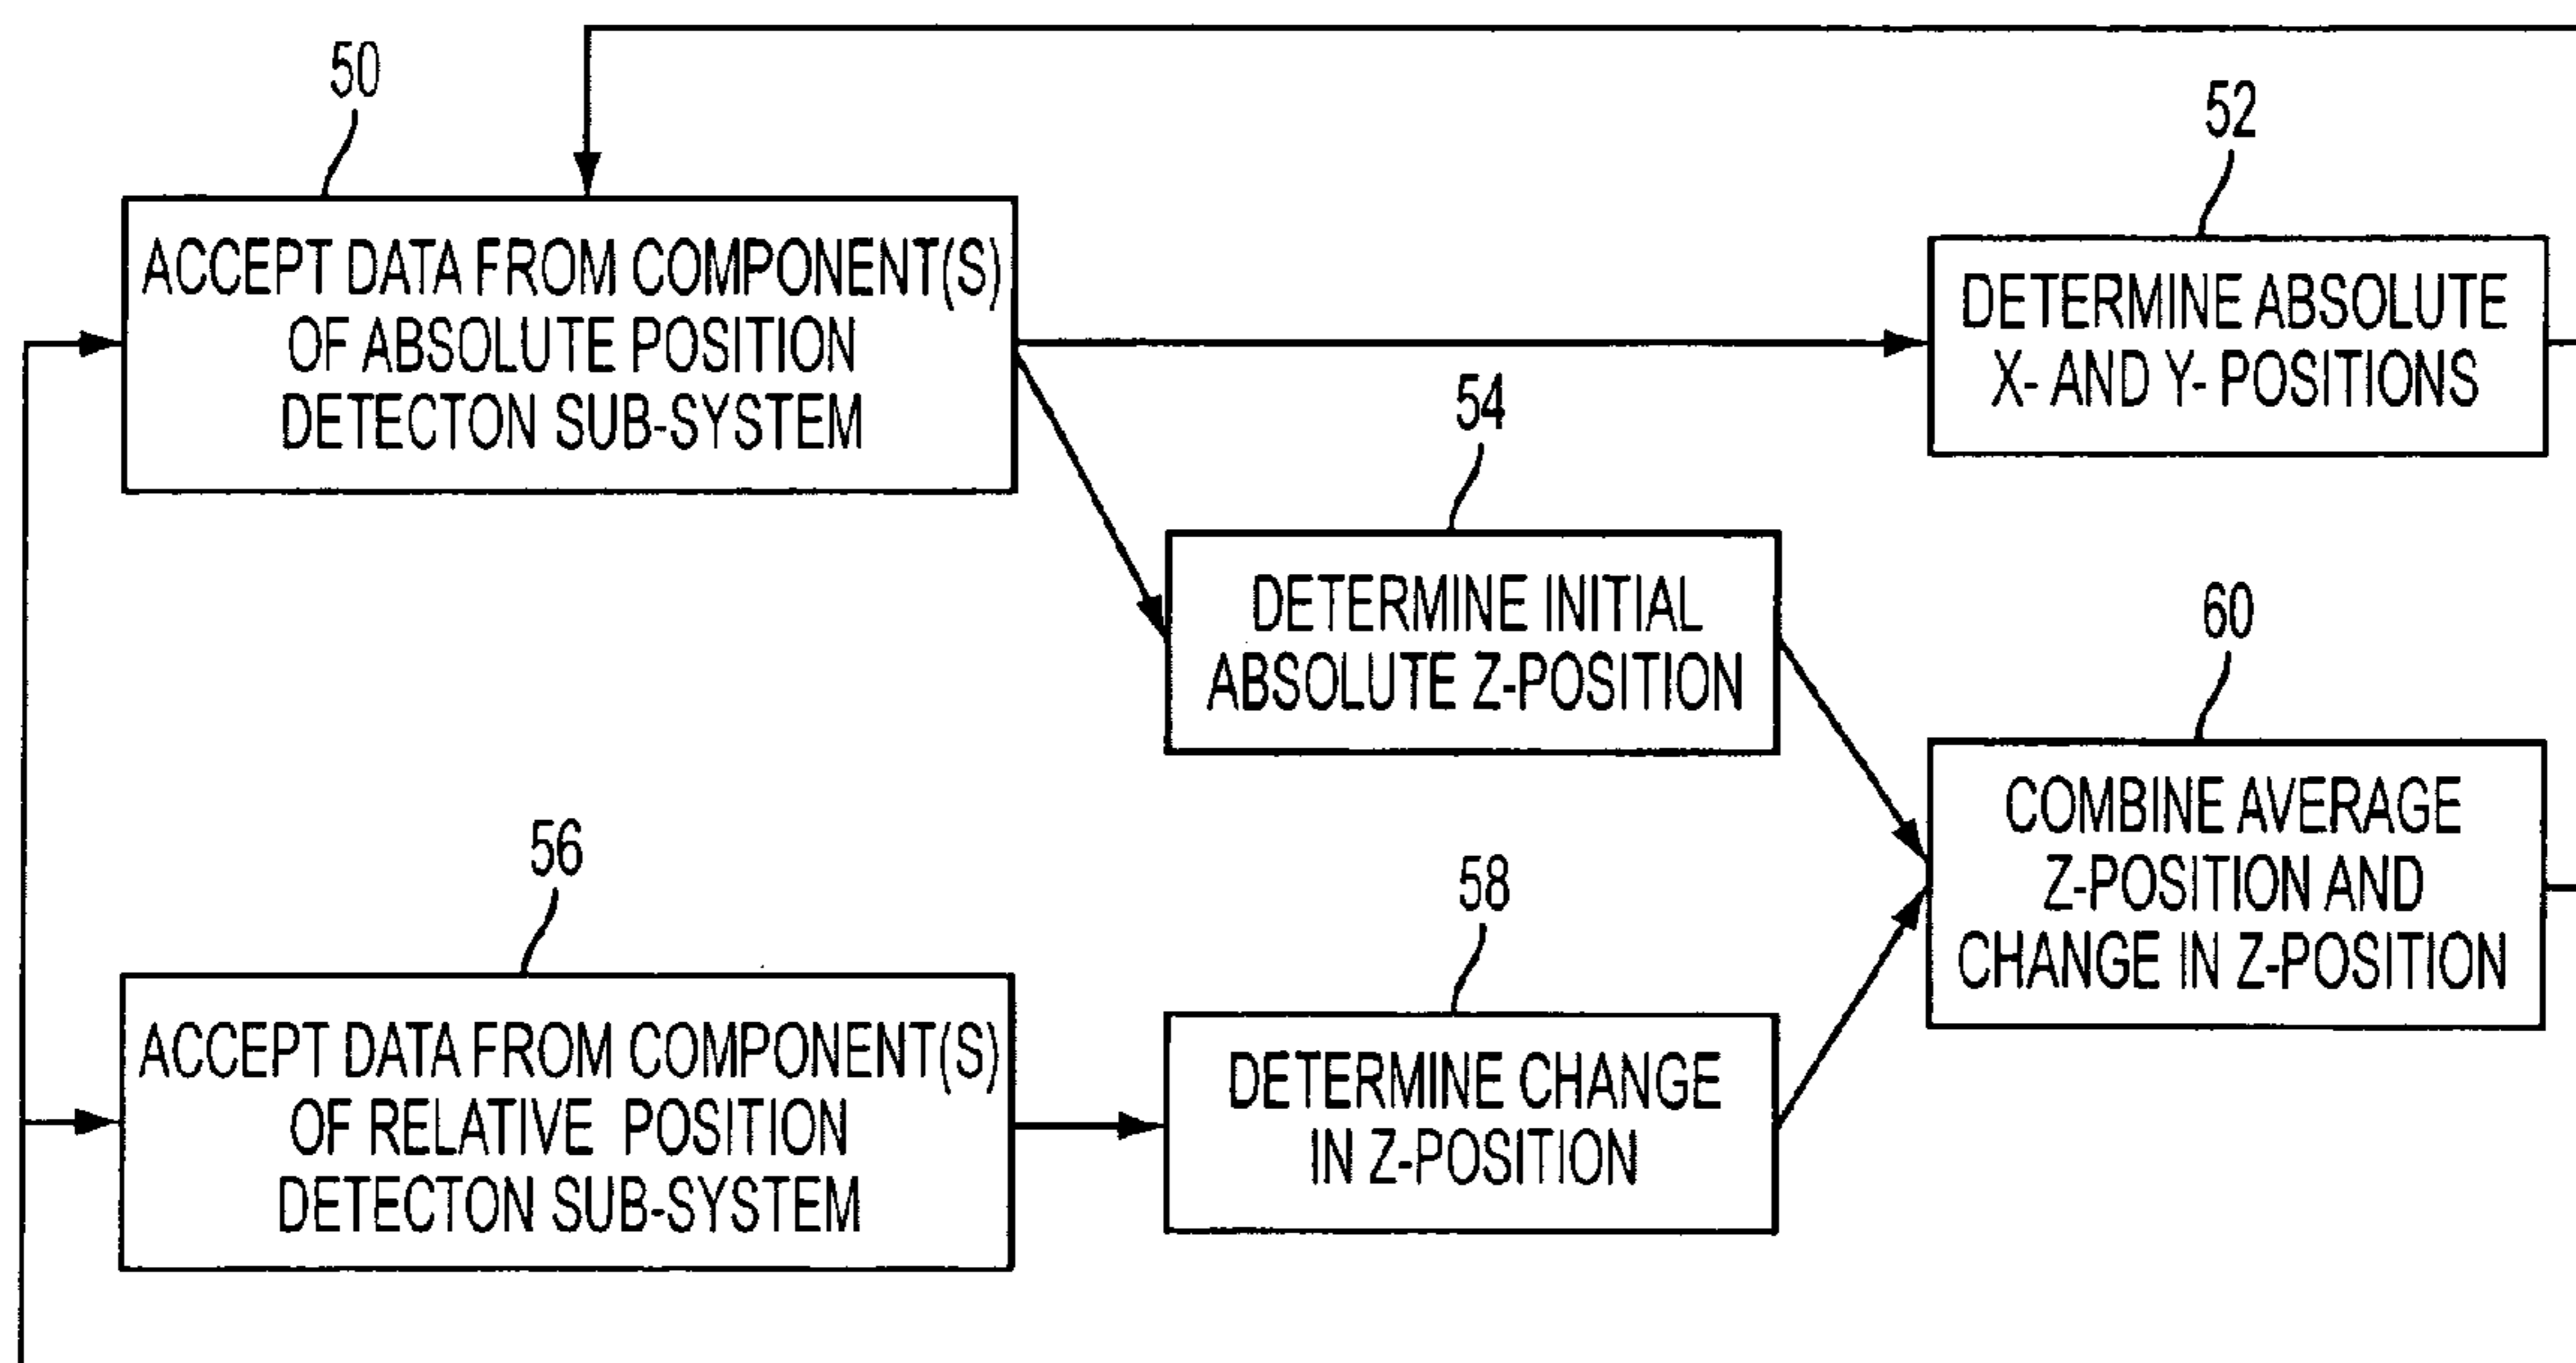 50
ACCEPT DATA FROM COMPONENT(S)
OF ABSOLUTE POSITION
DETECTON SUB-SYSTEM
52
DETERMINE ABSOLUTE
X- AND Y- POSITIONS
54
DETERMINE INITIAL
ABSOLUTE Z-POSITION
56
ACCEPT DATA FROM COMPONENT(S)
OF RELATIVE POSITION
DETECTON SUB-SYSTEM
58
DETERMINE CHANGE
IN Z-POSITION
60
COMBINE AVERAGE
Z-POSITION AND
CHANGE IN Z-POSITION